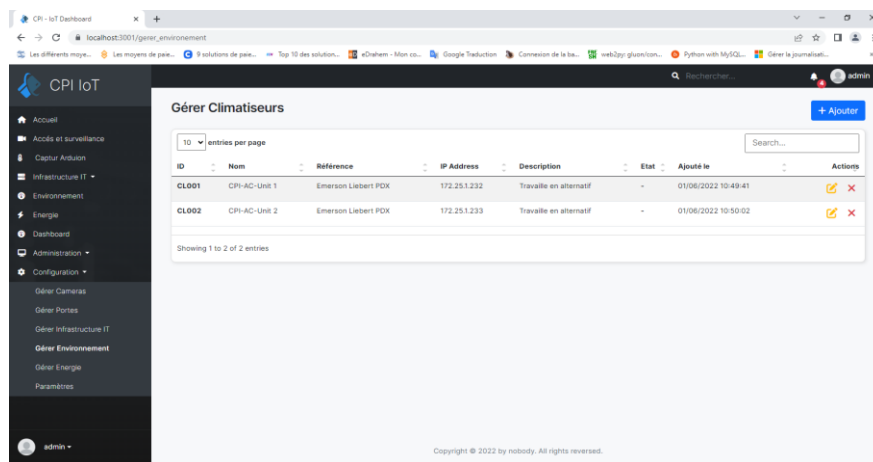 CPI - IoT Dashboard
localhost:3001/gerer_environement
Les différents moye... Les moyens de paie... 9 solutions de paie... Top 10 des solution... eDrahem - Mon co... Google Traduction Connexion de la ba... web2py: gluon/con... Python with MySQL... Gérer la journalisati...
CPI IoT
Rechercher...
4
admin
Gérer Climatiseurs
+ Ajouter
Accueil
Accés et surveillance
Captur Arduion
Infrastructure IT
Environnement
Energie
Dashboard
Administration
Configuration
Gérer Cameras
Gérer Portes
Gérer Infrastructure IT
Gérer Environnement
Gérer Energie
Paramètres
admin
10 entries per page
Search...
ID Nom Référence IP Address Description Etat Ajouté le Actions
CL001 CPI-AC-Unit 1 Emerson Liebert PDX 172.25.1.232 Travaille en alternatif - 01/06/2022 10:49:41
CL002 CPI-AC-Unit 2 Emerson Liebert PDX 172.25.1.233 Travaille en alternatif - 01/06/2022 10:50:02
Showing 1 to 2 of 2 entries
Copyright © 2022 by nobody. All rights reversed.